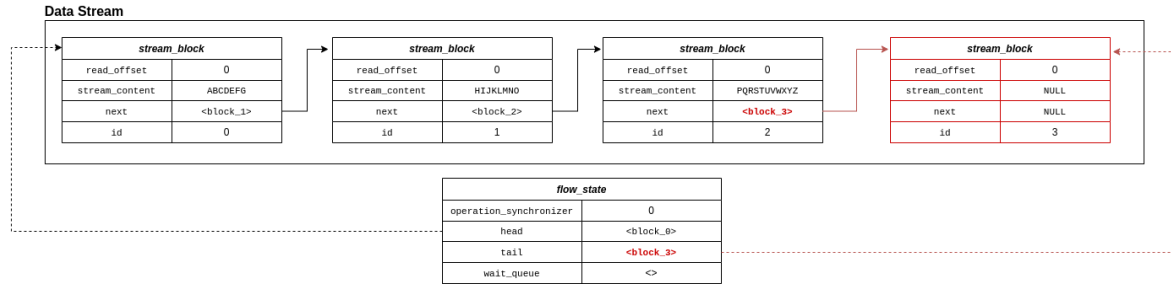 Data Stream
stream_block stream_block stream_block stream_block
read_offset 0 read_offset 0 read_offset 0 read_offset 0
stream_content ABCDEFG stream_content HIJKLMNO stream_content PQRSTUVWXYZ stream_content NULL
next <block_1> next <block_2> next <block_3> next NULL
id 0 id 1 id 2 id 3
flow_state
operation_synchronizer 0
head <block_0>
tail <block_3>
wait_queue <>